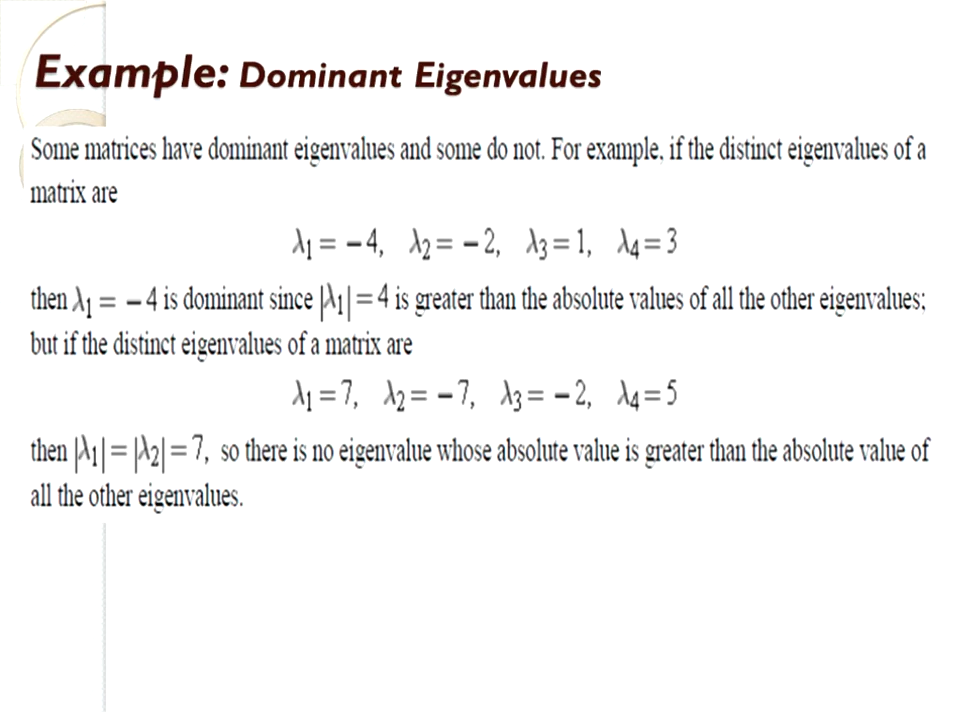 Example: Dominant Eigenvalues
Some matrices have dominant eigenvalues and some do not. For example, if the distinct eigenvalues of a
matrix are
λ₁ = −4, λ₂ = −2, λ₃ = 1, λ₄ = 3
then λ₁ = −4 is dominant since |λ₁| = 4 is greater than the absolute values of all the other eigenvalues;
but if the distinct eigenvalues of a matrix are
λ₁ = 7, λ₂ = −7, λ₃ = −2, λ₄ = 5
then |λ₁| = |λ₂| = 7, so there is no eigenvalue whose absolute value is greater than the absolute value of
all the other eigenvalues.